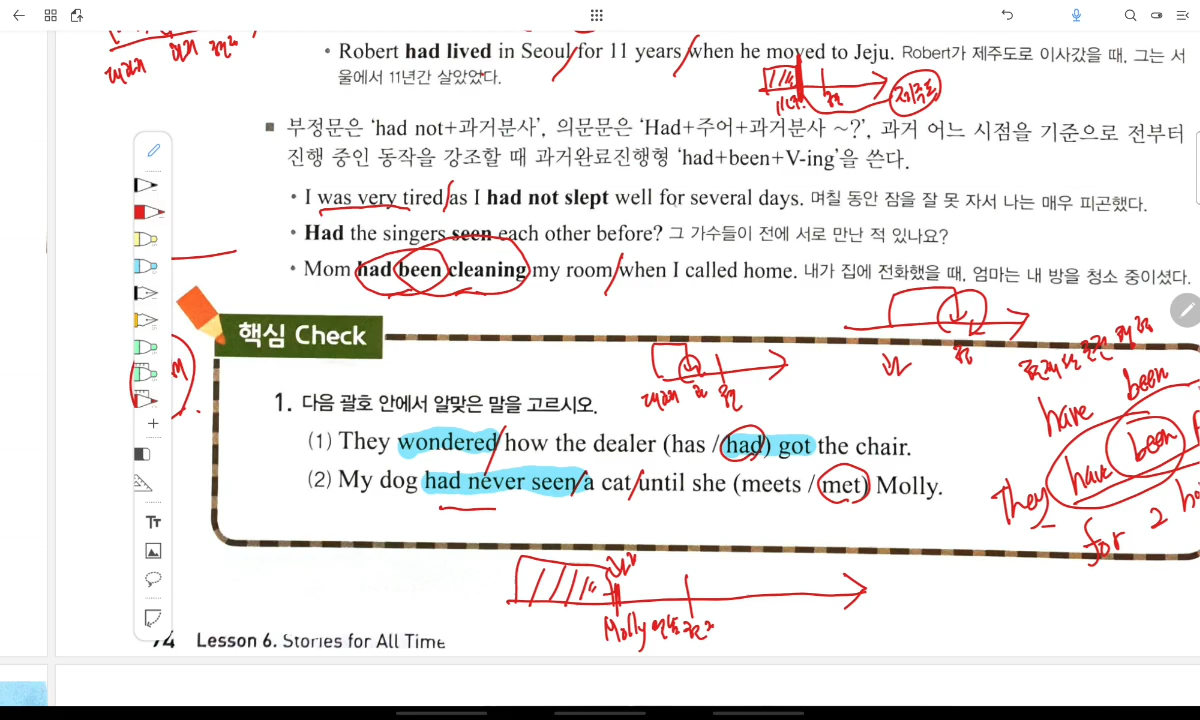 대과거 과거 현재
• Robert had lived in Seoul/for 11 years/when he moved to Jeju. Robert가 제주도로 이사갔을 때, 그는 서
울에서 11년간 살았었다.
제주도
■ 부정문은 ‘had not+과거분사’, 의문문은 ‘Had+주어+과거분사 ~?’, 과거 어느 시점을 기준으로 전부터
진행 중인 동작을 강조할 때 과거완료진행형 ‘had+been+V-ing’을 쓴다.
• I was very tired/as I had not slept well for several days. 며칠 동안 잠을 잘 못 자서 나는 매우 피곤했다.
• Had the singers seen each other before? 그 가수들이 전에 서로 만난 적 있나요?
• Mom had been cleaning my room/when I called home. 내가 집에 전화했을 때, 엄마는 내 방을 청소 중이셨다.
핵심 Check
1. 다음 괄호 안에서 알맞은 말을 고르시오.
(1) They wondered/how the dealer (has / had) got the chair.
(2) My dog had never seen/a cat/until she (meets / met) Molly.
have been
They have been
for 2
Molly
74 Lesson 6. Stories for All Time
Tт